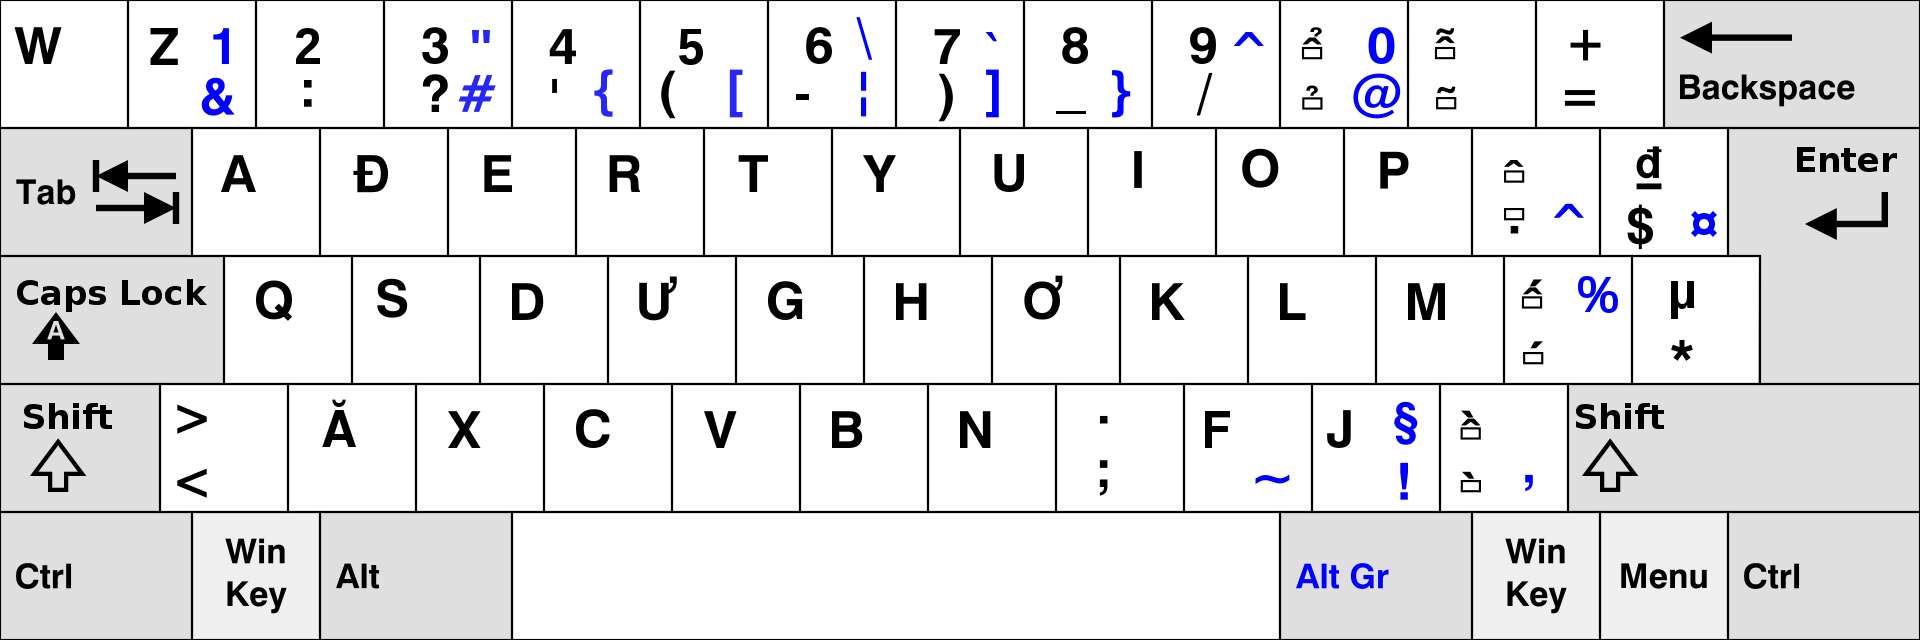 W Z 1 2 3 " 4 5 6 \ 7 ` 8 9 ^ ̂̉ 0 ̂̃ +
& : ? # ' { ( [ - ¦ ) ] _ } / ̉ @ ̃ = Backspace
Tab A Đ E R T Y U I O P ̂ ₫ Enter
̣ ^ $ ¤
Caps Lock Q S D Ư G H Ơ K L M ̂́ % µ
A ́ *
Shift > Ă X C V B N . F J § ̂̀ Shift
< ; ~ ! ̀ ,
Ctrl Win Key Alt Alt Gr Win Key Menu Ctrl